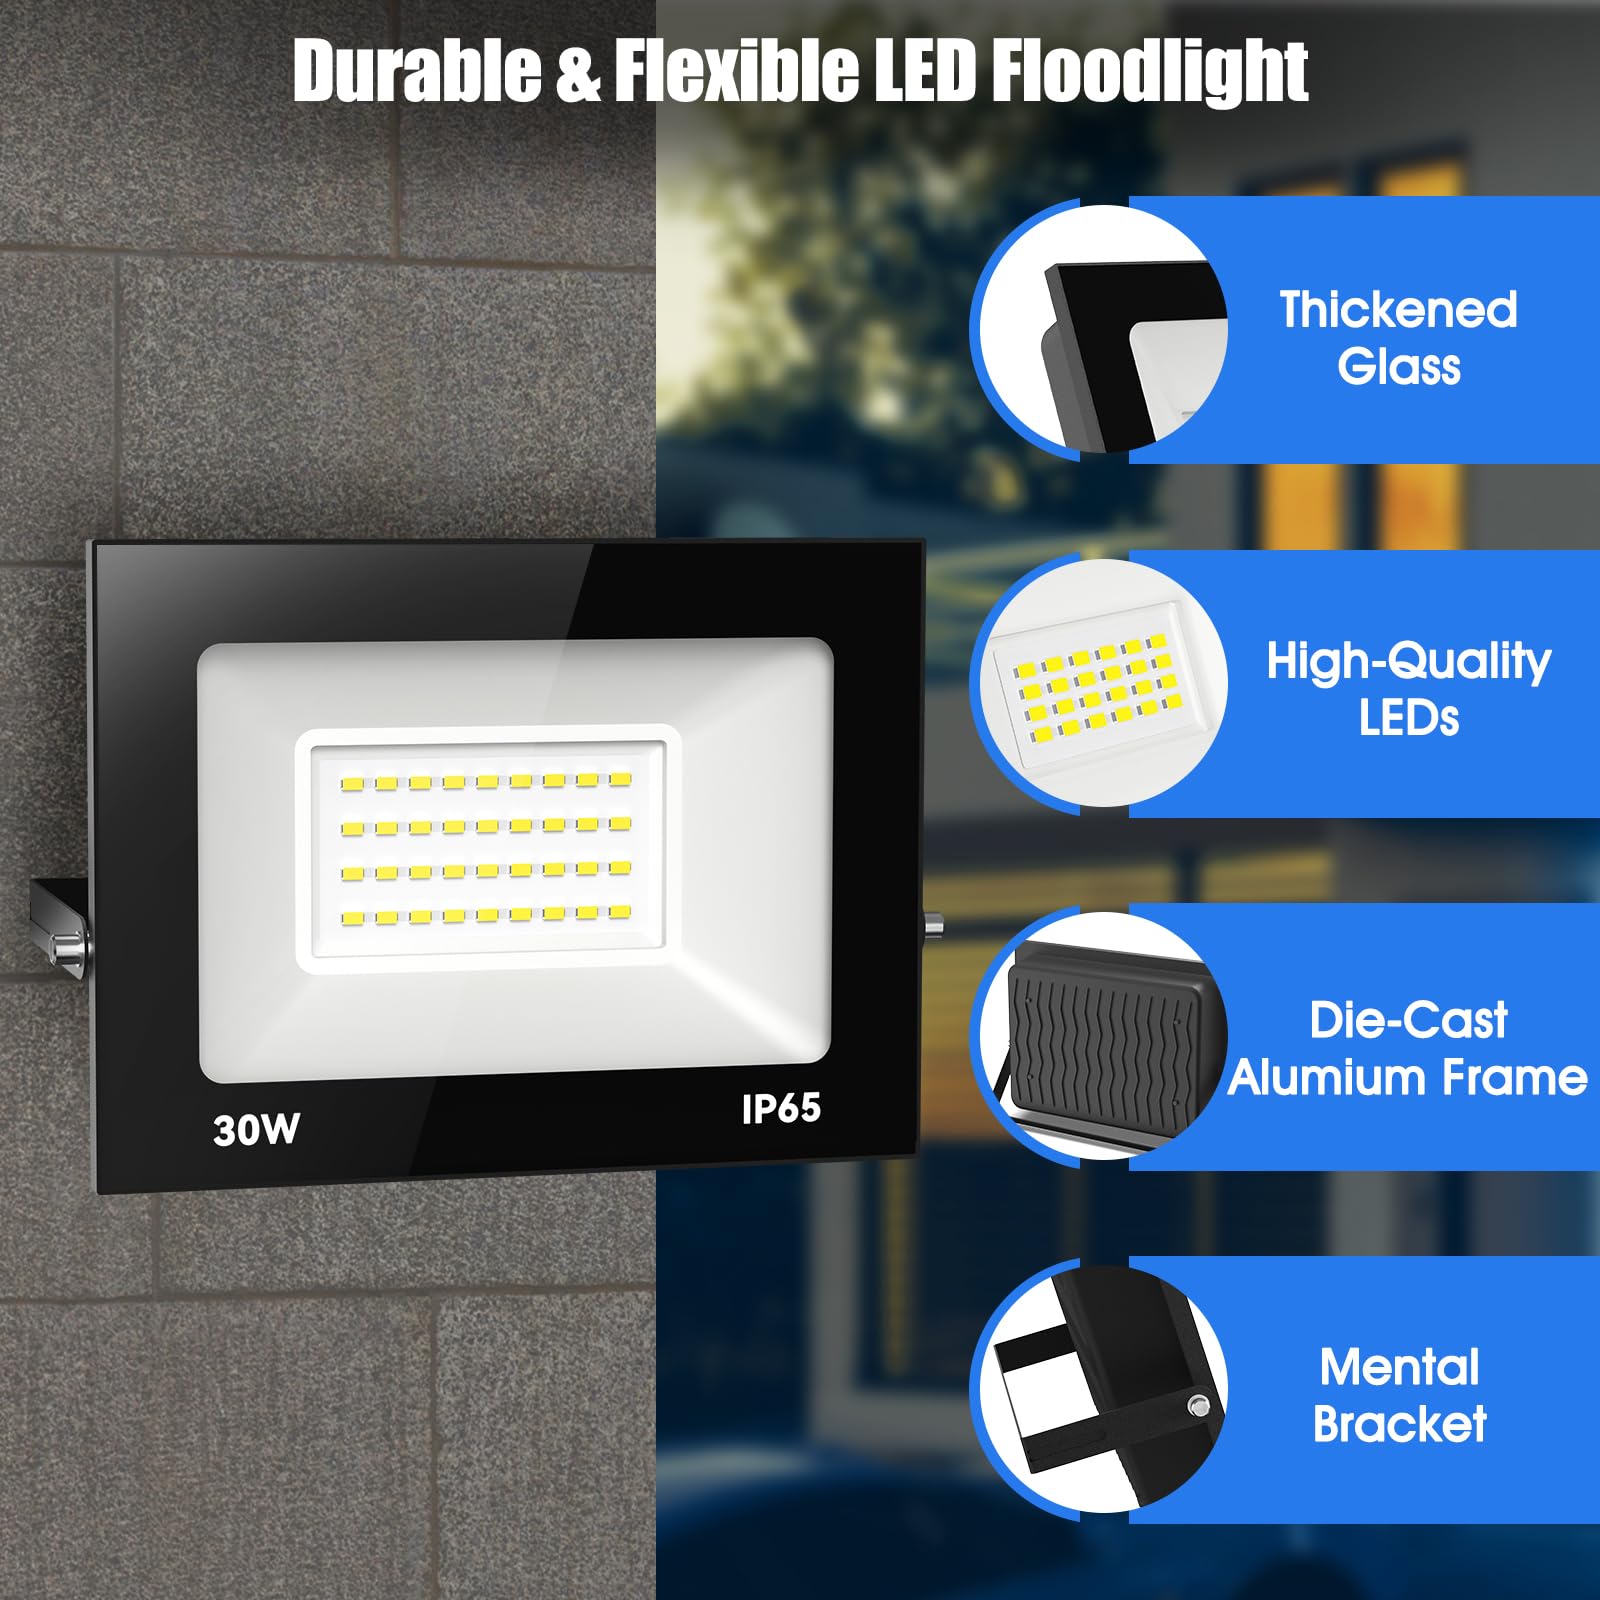 Durable & Flexible LED Floodlight
Thickened
Glass
High-Quality
LEDs
Die-Cast
Alumium Frame
Mental
Bracket
30W
IP65